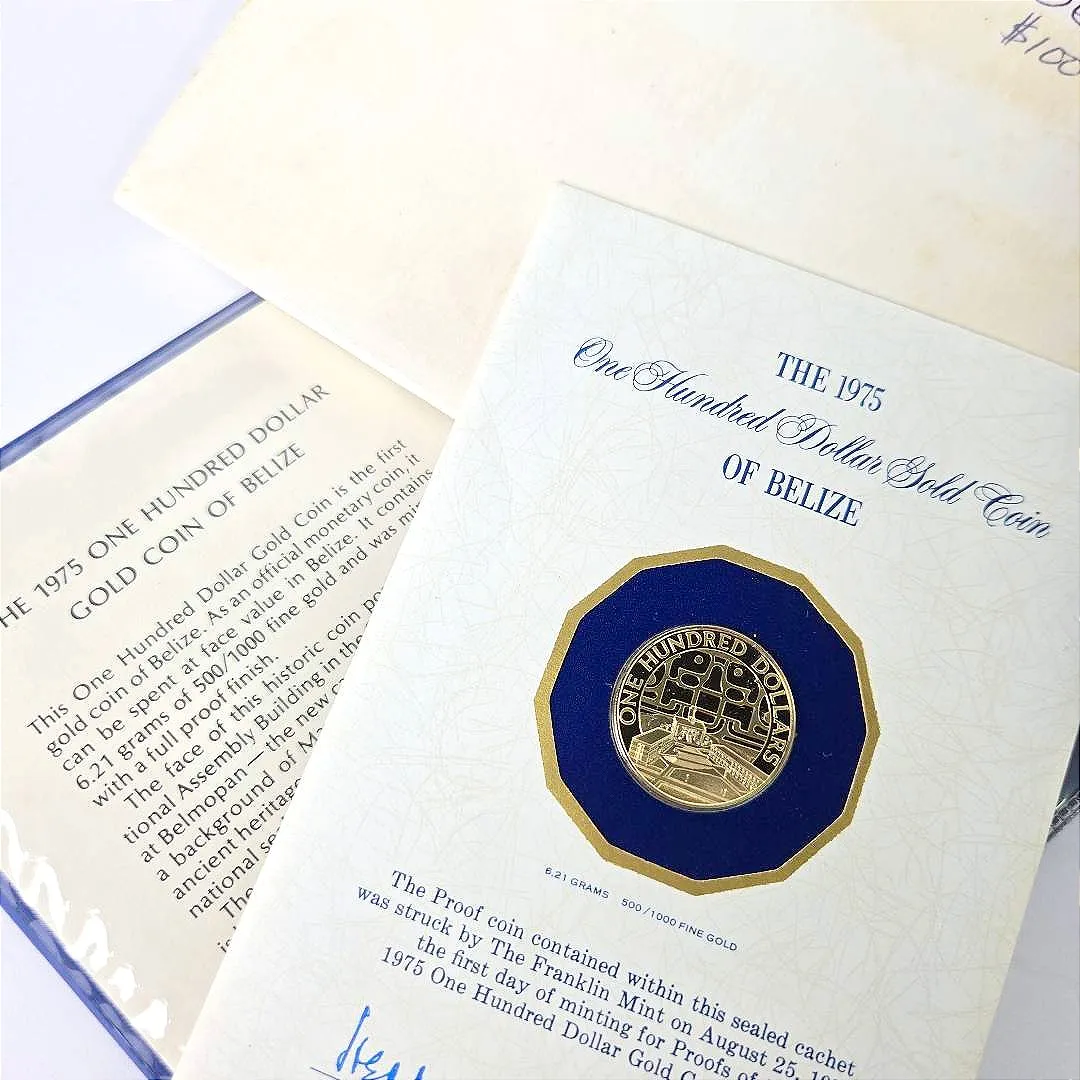 $100
THE 1975
One Hundred Dollar Gold Coin
OF BELIZE
ONE HUNDRED DOLLARS
6.21 GRAMS 500/1000 FINE GOLD
The Proof coin contained within this sealed cachet
was struck by The Franklin Mint on August 25,
the first day of minting for Proofs of
1975 One Hundred Dollar Gold
HE 1975 ONE HUNDRED DOLLAR
GOLD COIN OF BELIZE
This One Hundred Dollar Gold Coin is the first
gold coin of Belize. As an official monetary coin, it
can be spent at face value in Belize. It contains
6.21 grams of 500/1000 fine gold and was
with a full proof finish.
The face of this historic coin
tional Assembly Building in the
at Belmopan—the new
a background of
ancient heritage
national